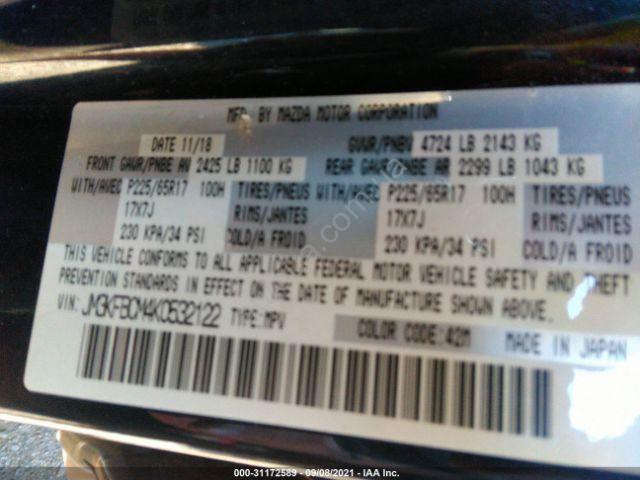 MFD. BY MAZDA MOTOR CORPORATION
DATE 11/18 GVWR/PNBV 4724 LB 2143 KG
FRONT GAWR/PNBE AV 2425 LB 1100 KG REAR GAWR/PNBE AR 2299 LB 1043 KG
WITH/AVEC P225/65R17 100H TIRES/PNEUS WITH/AVEC P225/65R17 100H TIRES/PNEUS
17X7J RIMS/JANTES 17X7J RIMS/JANTES
230 KPA/34 PSI COLD/A FROID 230 KPA/34 PSI COLD/A FROID
THIS VEHICLE CONFORMS TO ALL APPLICABLE FEDERAL MOTOR VEHICLE SAFETY AND THEFT
PREVENTION STANDARDS IN EFFECT ON THE DATE OF MANUFACTURE SHOWN ABOVE.
VIN: JM3KFBCM4K0532122 TYPE:MPV
COLOR CODE:42M MADE IN JAPAN
000-31172589 - 09/08/2021 - IAA Inc.